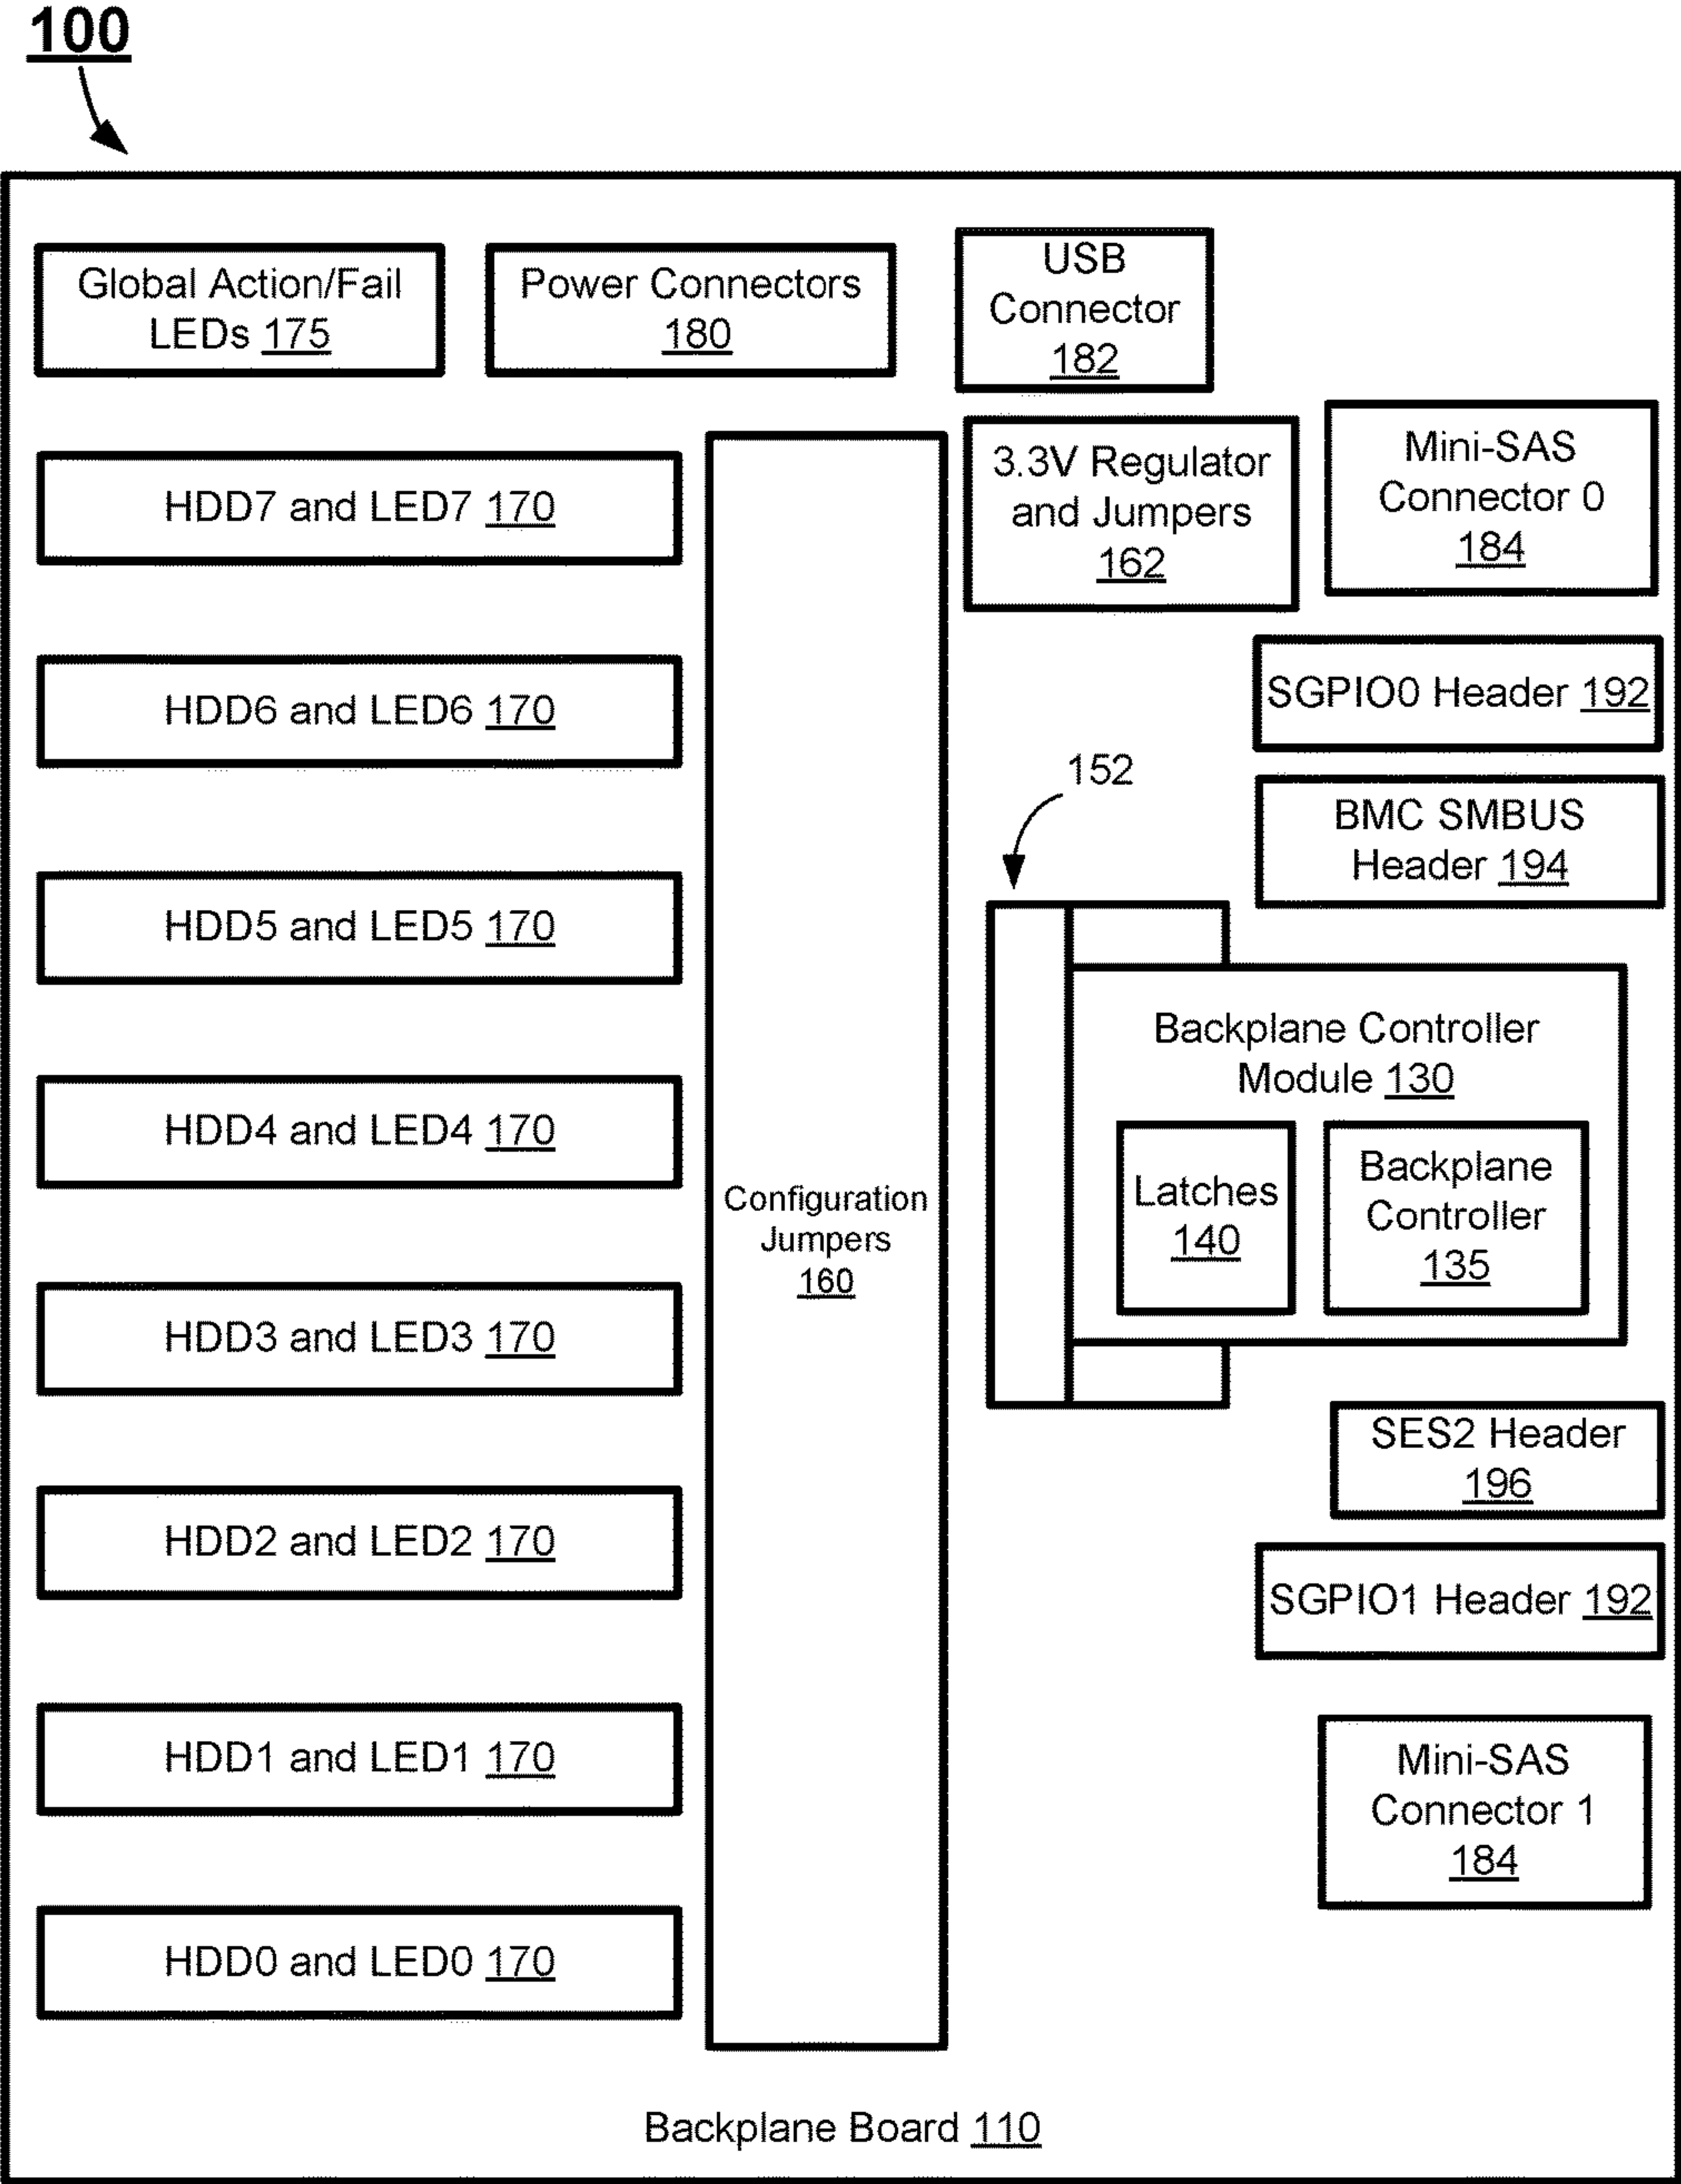 100
Global Action/Fail
LEDs 175
Power Connectors
180
USB
Connector
182
HDD7 and LED7 170
HDD6 and LED6 170
HDD5 and LED5 170
HDD4 and LED4 170
HDD3 and LED3 170
HDD2 and LED2 170
HDD1 and LED1 170
HDD0 and LED0 170
Configuration
Jumpers
160
3.3V Regulator
and Jumpers
162
Mini-SAS
Connector 0
184
SGPIO0 Header 192
152
BMC SMBUS
Header 194
Backplane Controller
Module 130
Latches
140
Backplane
Controller
135
SES2 Header
196
SGPIO1 Header 192
Mini-SAS
Connector 1
184
Backplane Board 110